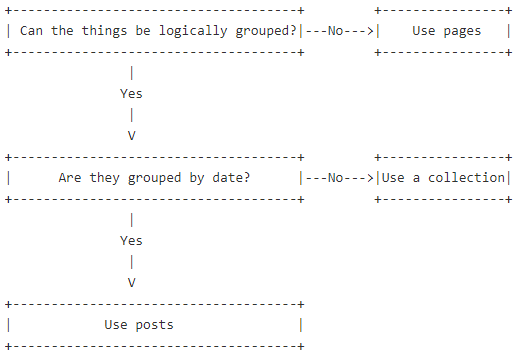 +-------------------------------------+         +----------------+
| Can the things be logically grouped?|---No--->|    Use pages   |
+-------------------------------------+         +----------------+
                |
               Yes
                |
                V
+-------------------------------------+         +----------------+
|      Are they grouped by date?      |---No--->|Use a collection|
+-------------------------------------+         +----------------+
                |
               Yes
                |
                V
+-------------------------------------+
|            Use posts                |
+-------------------------------------+